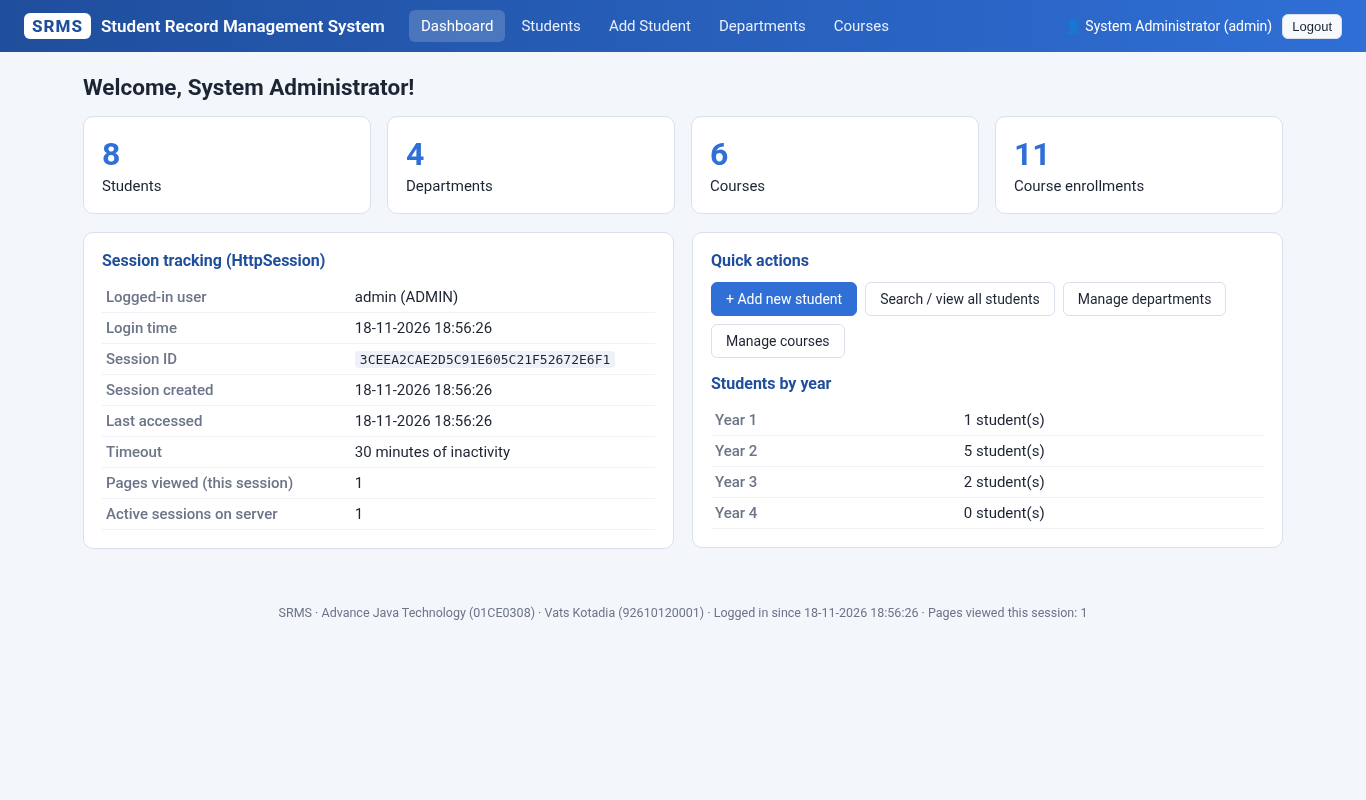 SRMS Student Record Management System Dashboard Students Add Student Departments Courses System Administrator (admin) Logout
Welcome, System Administrator!
8
Students
4
Departments
6
Courses
11
Course enrollments
Session tracking (HttpSession)
Logged-in user admin (ADMIN)
Login time 18-11-2026 18:56:26
Session ID 3CEEA2CAE2D5C91E605C21F52672E6F1
Session created 18-11-2026 18:56:26
Last accessed 18-11-2026 18:56:26
Timeout 30 minutes of inactivity
Pages viewed (this session) 1
Active sessions on server 1
Quick actions
+ Add new student Search / view all students Manage departments
Manage courses
Students by year
Year 1 1 student(s)
Year 2 5 student(s)
Year 3 2 student(s)
Year 4 0 student(s)
SRMS · Advance Java Technology (01CE0308) · Vats Kotadia (92610120001) · Logged in since 18-11-2026 18:56:26 · Pages viewed this session: 1